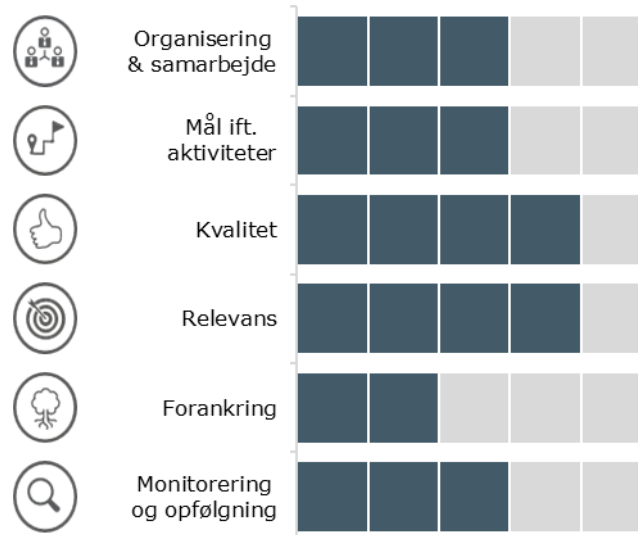 Organisering
& samarbejde
Mål ift.
aktiviteter
Kvalitet
Relevans
Forankring
Monitorering
og opfølgning